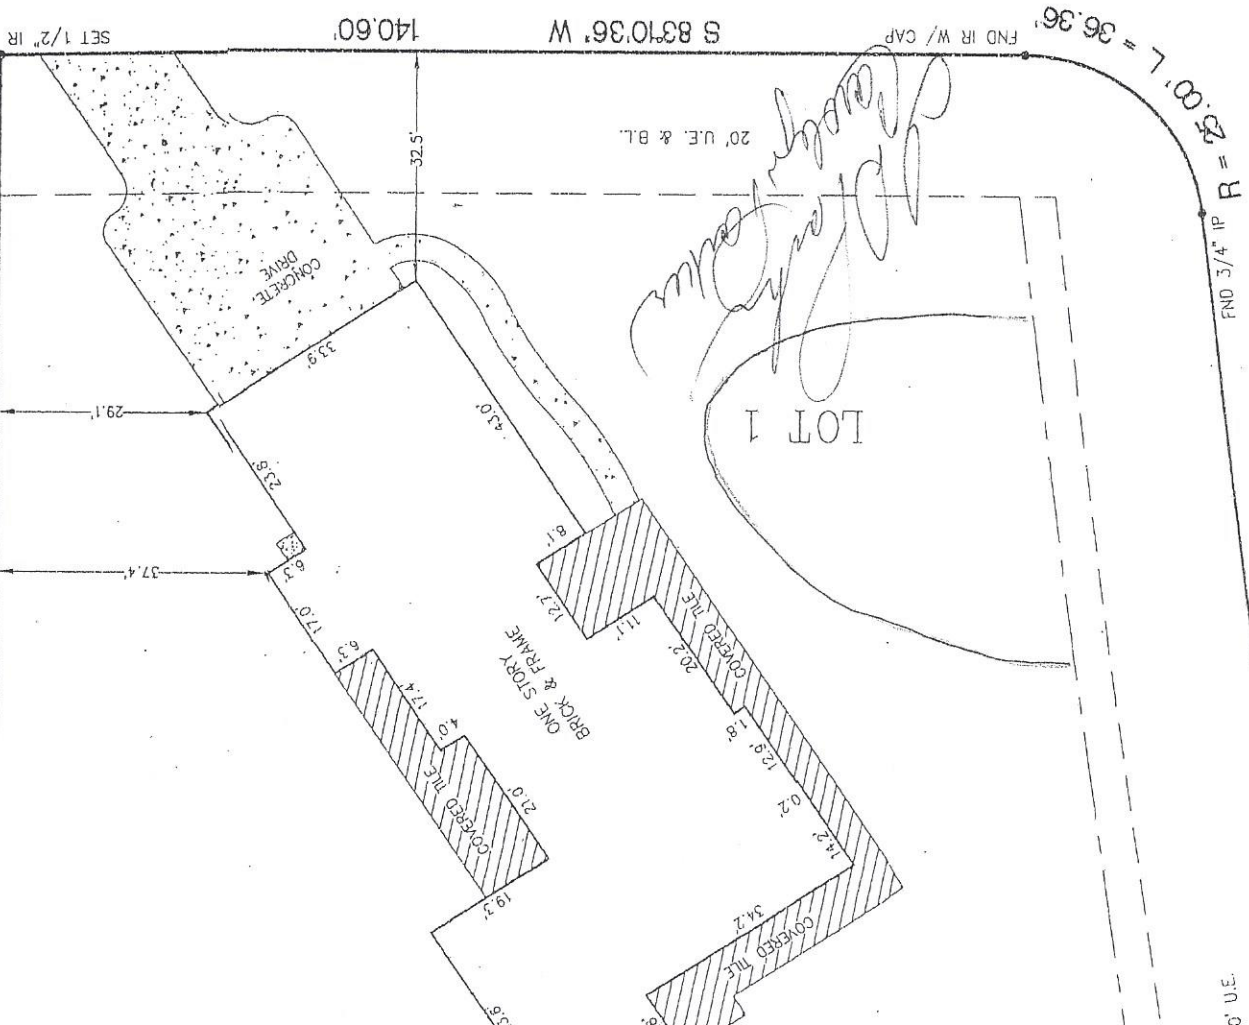 SET 1/2" IR
140.60'
S 83°10'36" W
FND IR W/ CAP
R = 25.00' L = 36.36'
FND 3/4" IP
20' U.E. & B.L.
32.5'
CONCRETE
DRIVE
33.9'
29.1'
43.0'
LOT 1
23.8'
8.1'
6.3'
37.4'
12.7'
17.0'
11.1'
COVERED TILE
6.3'
20.2'
ONE STORY
BRICK & FRAME
17.4'
4.0'
1.8
12.9'
COVERED TILE
21.0'
0.2'
14.2'
19.3'
34.2'
COVERED TILE
0' U.E.